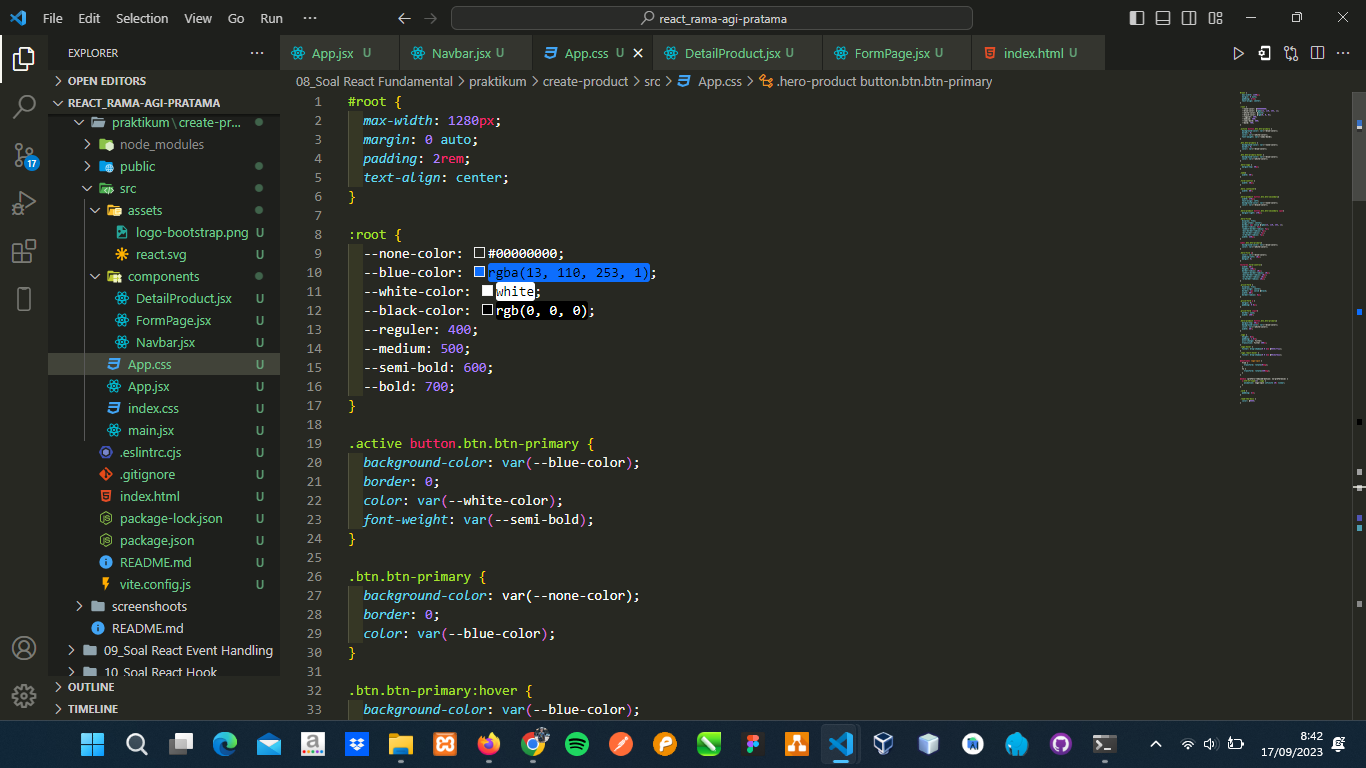 File Edit Selection View Go Run ··· react_rama-agi-pratama
EXPLORER ···
OPEN EDITORS
REACT_RAMA-AGI-PRATAMA
praktikum \ create-pr...
node_modules
public
src
assets
logo-bootstrap.png U
react.svg U
components
DetailProduct.jsx U
FormPage.jsx U
Navbar.jsx U
App.css U
App.jsx U
index.css U
main.jsx U
.eslintrc.cjs U
.gitignore U
index.html U
package-lock.json U
package.json U
README.md U
vite.config.js U
screenshoots
README.md
09_Soal React Event Handling
10_Soal React Hook
OUTLINE
TIMELINE
17
App.jsx U Navbar.jsx U App.css U DetailProduct.jsx U FormPage.jsx U index.html U
08_Soal React Fundamental > praktikum > create-product > src > App.css > .hero-product button.btn.btn-primary
1 #root {
2 max-width: 1280px;
3 margin: 0 auto;
4 padding: 2rem;
5 text-align: center;
6 }
7
8 :root {
9 --none-color: #00000000;
10 --blue-color: rgba(13, 110, 253, 1);
11 --white-color: white;
12 --black-color: rgb(0, 0, 0);
13 --reguler: 400;
14 --medium: 500;
15 --semi-bold: 600;
16 --bold: 700;
17 }
18
19 .active button.btn.btn-primary {
20 background-color: var(--blue-color);
21 border: 0;
22 color: var(--white-color);
23 font-weight: var(--semi-bold);
24 }
25
26 .btn.btn-primary {
27 background-color: var(--none-color);
28 border: 0;
29 color: var(--blue-color);
30 }
31
32 .btn.btn-primary:hover {
33 background-color: var(--blue-color);
8:42
17/09/2023